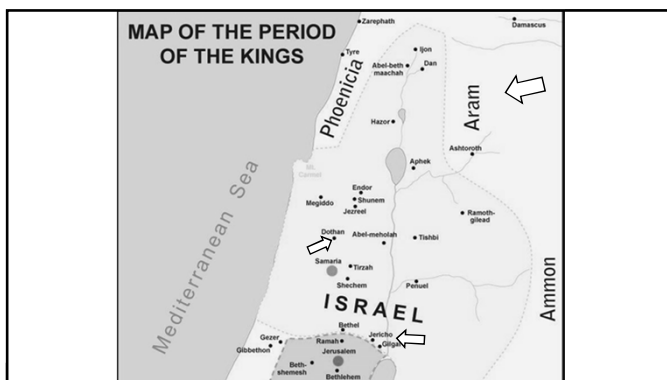 MAP OF THE PERIOD
OF THE KINGS
Zarephath
Damascus
Tyre
Ijon
Abel-beth
maachah
Dan
Phoenicia
Aram
Hazor
Ashtoroth
Mt.
Carmel
Aphek
Mediterranean Sea
Endor
Shunem
Megiddo
Jezreel
Ramoth-
gilead
Dothan
Abel-meholah
Tishbi
Samaria
Tirzah
Shechem
Penuel
Ammon
ISRAEL
Bethel
Gezer
Ramah
Jericho
Gilgal
Gibbethon
Jerusalem
Beth-
shemesh
Bethlehem